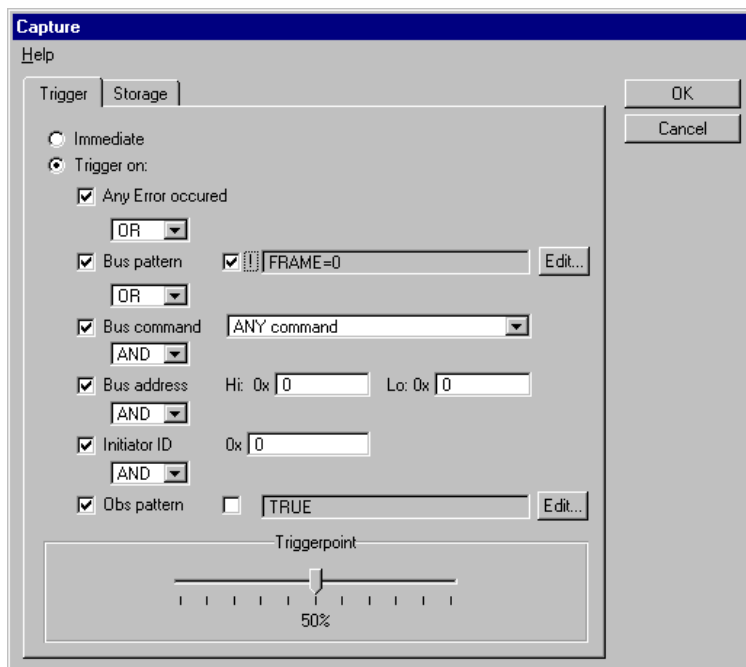 Capture
Help
Trigger Storage
OK
Cancel
Immediate
Trigger on:
Any Error occured
OR
Bus pattern ! FRAME=0 Edit...
OR
Bus command ANY command
AND
Bus address Hi: 0x 0 Lo: 0x 0
AND
Initiator ID 0x 0
AND
Obs pattern TRUE Edit...
Triggerpoint
50%